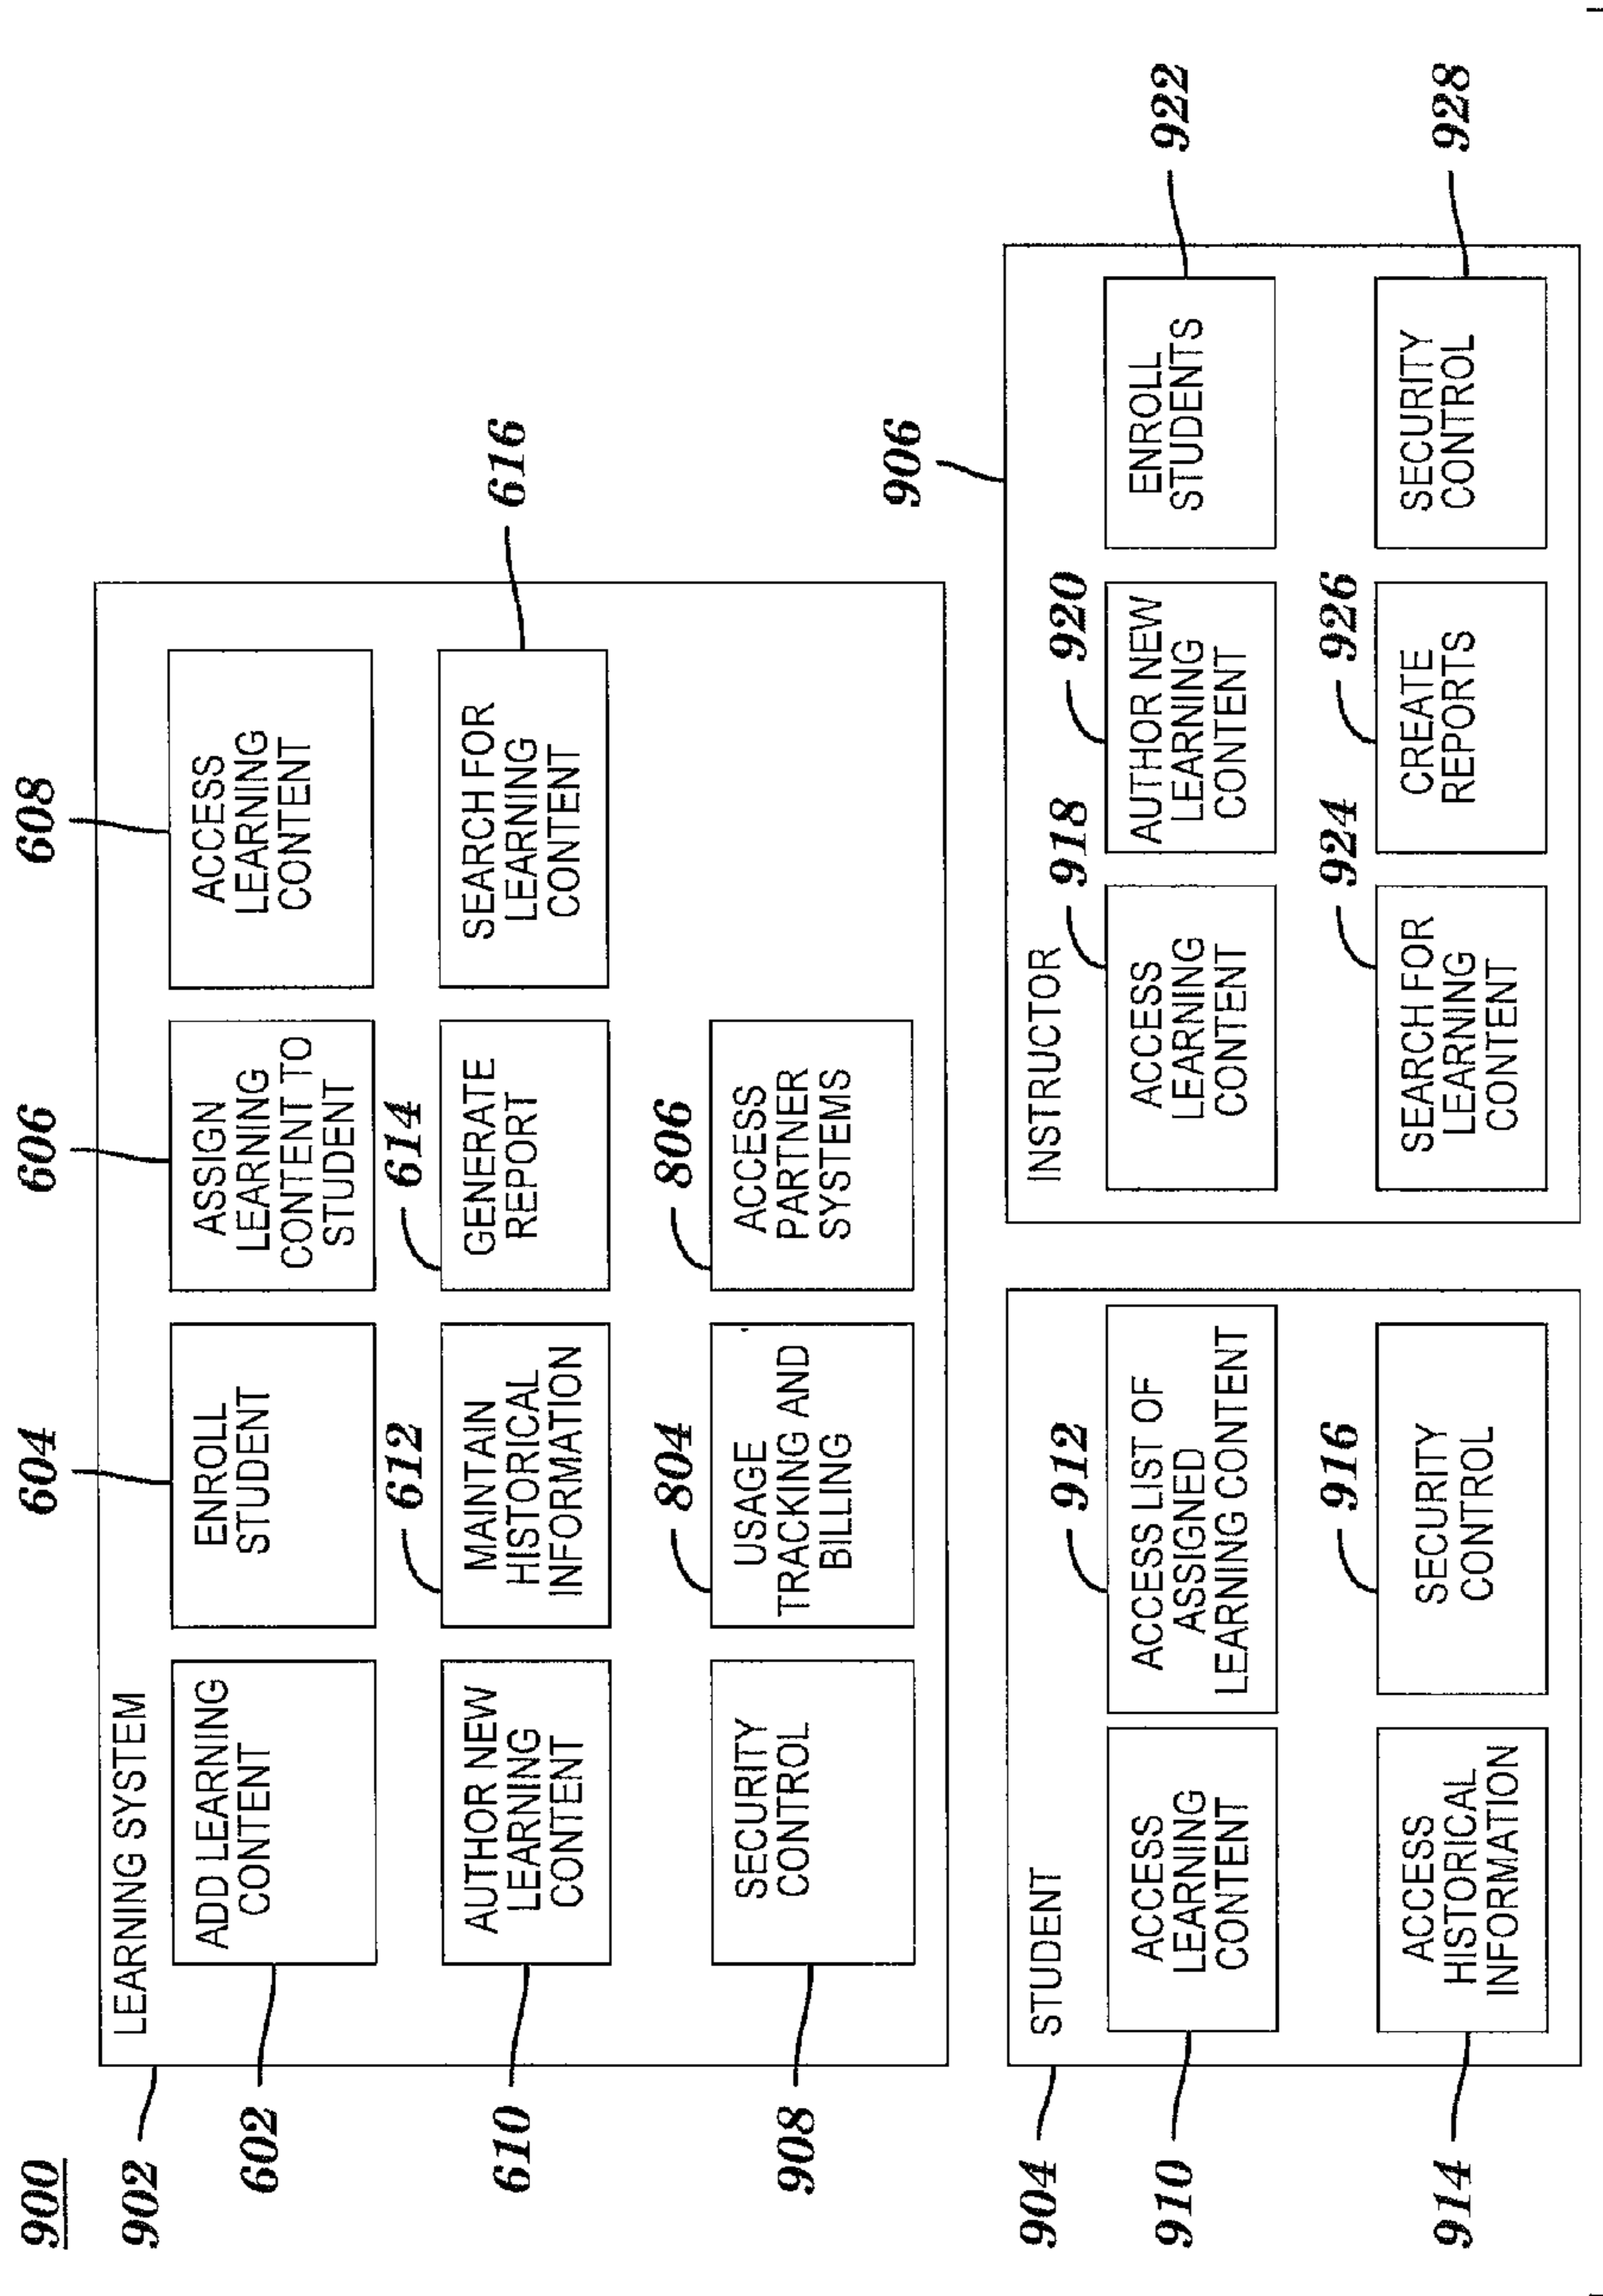 900
902
LEARNING SYSTEM
602
604
606
608
ADD LEARNING
CONTENT
ENROLL
STUDENT
ASSIGN
LEARNING
CONTENT TO
STUDENT
ACCESS
LEARNING
CONTENT
610
612
614
616
AUTHOR NEW
LEARNING
CONTENT
MAINTAIN
HISTORICAL
INFORMATION
GENERATE
REPORT
SEARCH FOR
LEARNING
CONTENT
908
804
806
SECURITY
CONTROL
USAGE
TRACKING AND
BILLING
ACCESS
PARTNER
SYSTEMS
904
STUDENT
910
912
ACCESS
LEARNING
CONTENT
ACCESS LIST OF
ASSIGNED
LEARNING CONTENT
914
916
ACCESS
HISTORICAL
INFORMATION
SECURITY
CONTROL
906
INSTRUCTOR
918
920
922
ACCESS
LEARNING
CONTENT
AUTHOR NEW
LEARNING
CONTENT
ENROLL
STUDENTS
924
926
928
SEARCH FOR
LEARNING
CONTENT
CREATE
REPORTS
SECURITY
CONTROL